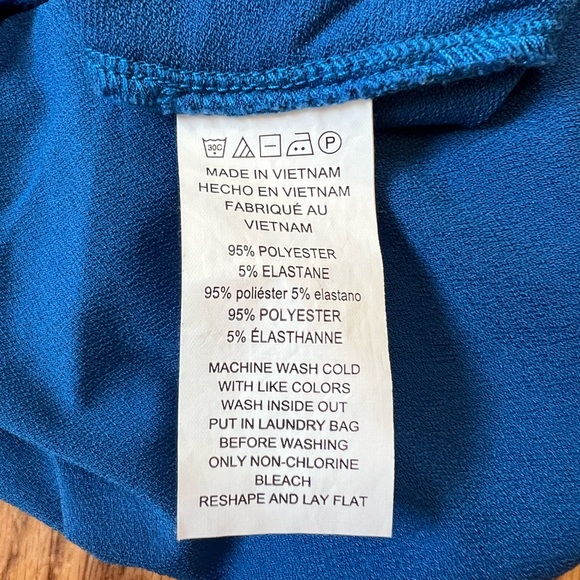 30C P
MADE IN VIETNAM
HECHO EN VIETNAM
FABRIQUÉ AU
VIETNAM
95% POLYESTER
5% ELASTANE
95% poliéster 5% elastano
95% POLYESTER
5% ÉLASTHANNE
MACHINE WASH COLD
WITH LIKE COLORS
WASH INSIDE OUT
PUT IN LAUNDRY BAG
BEFORE WASHING
ONLY NON-CHLORINE
BLEACH
RESHAPE AND LAY FLAT